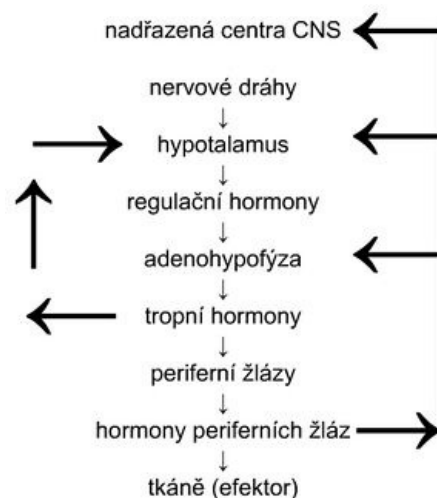 nadřazená centra CNS
nervové dráhy
hypotalamus
regulační hormony
adenohypofýza
tropní hormony
periferní žlázy
hormony periferních žláz
tkáně (efektor)